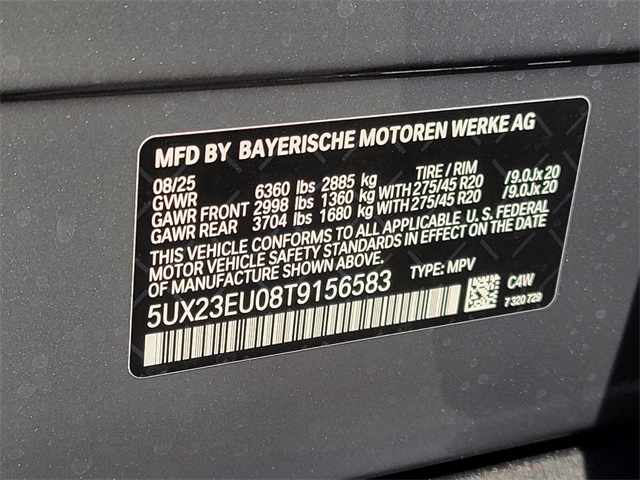 MFD BY BAYERISCHE MOTOREN WERKE AG
08/25 TIRE / RIM
GVWR 6360 lbs 2885 kg
GAWR FRONT 2998 lbs 1360 kg WITH 275/45 R20 /9.0Jx20
GAWR REAR 3704 lbs 1680 kg WITH 275/45 R20 /9.0Jx20
THIS VEHICLE CONFORMS TO ALL APPLICABLE U.S. FEDERAL
MOTOR VEHICLE SAFETY STANDARDS IN EFFECT ON THE DATE
OF MANUFACTURE SHOWN ABOVE.
5UX23EU08T9156583 TYPE: MPV
C4W
7 320 729